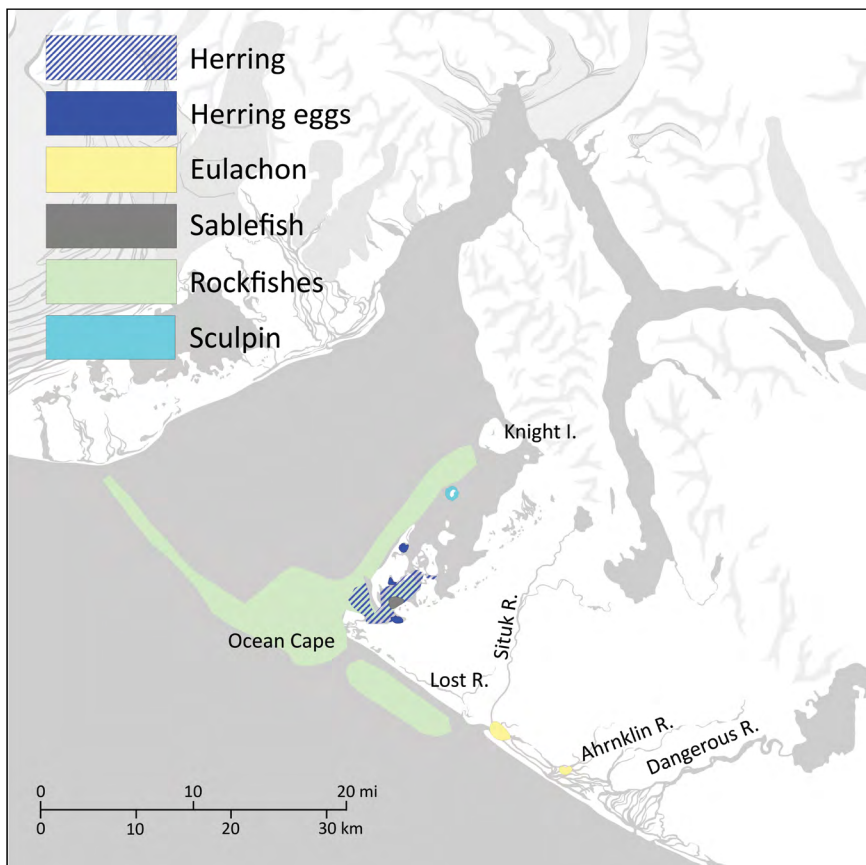 Herring
Herring eggs
Eulachon
Sablefish
Rockfishes
Sculpin
Knight I.
Ocean Cape
Situk R.
Lost R.
Ahrnklin R.
Dangerous R.
0 10 20 mi
0 10 20 30 km